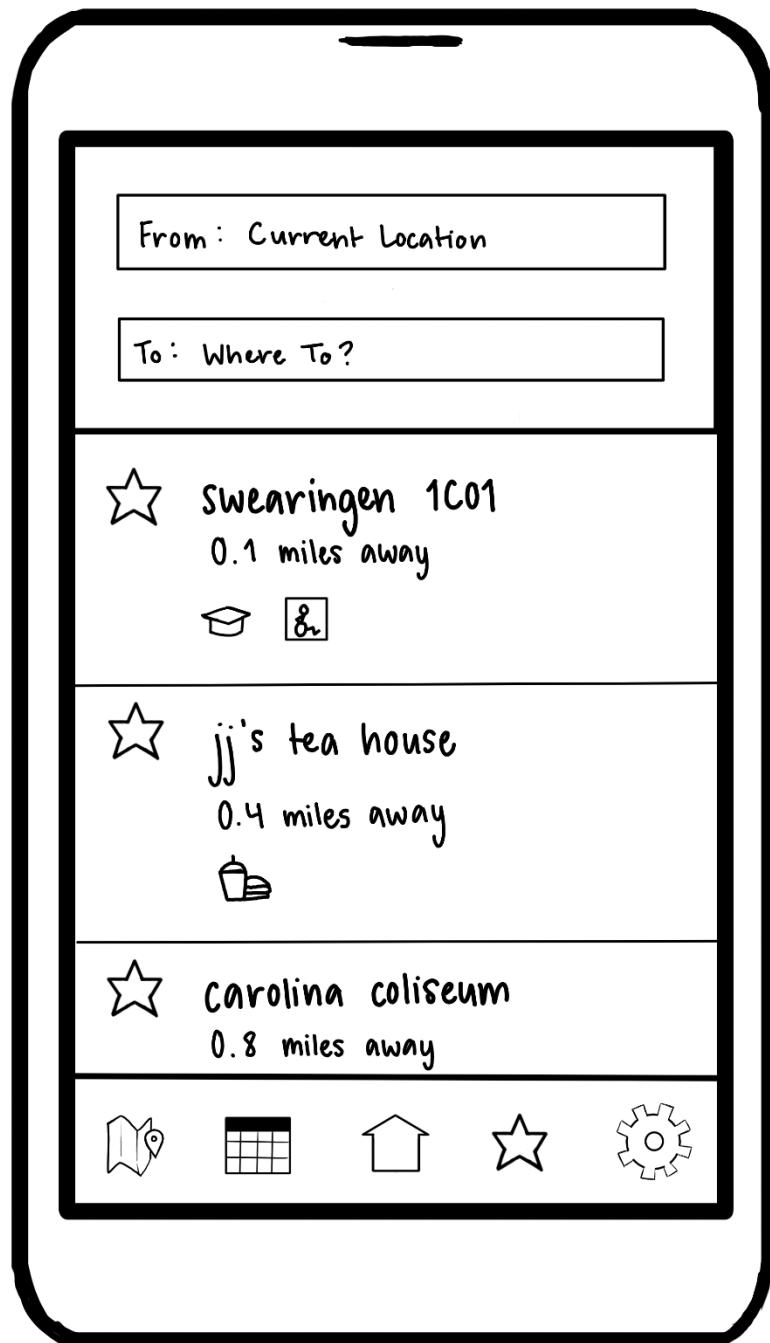 From: Current Location
To: Where To?
swearingen 1C01
0.1 miles away
jj's tea house
0.4 miles away
carolina coliseum
0.8 miles away